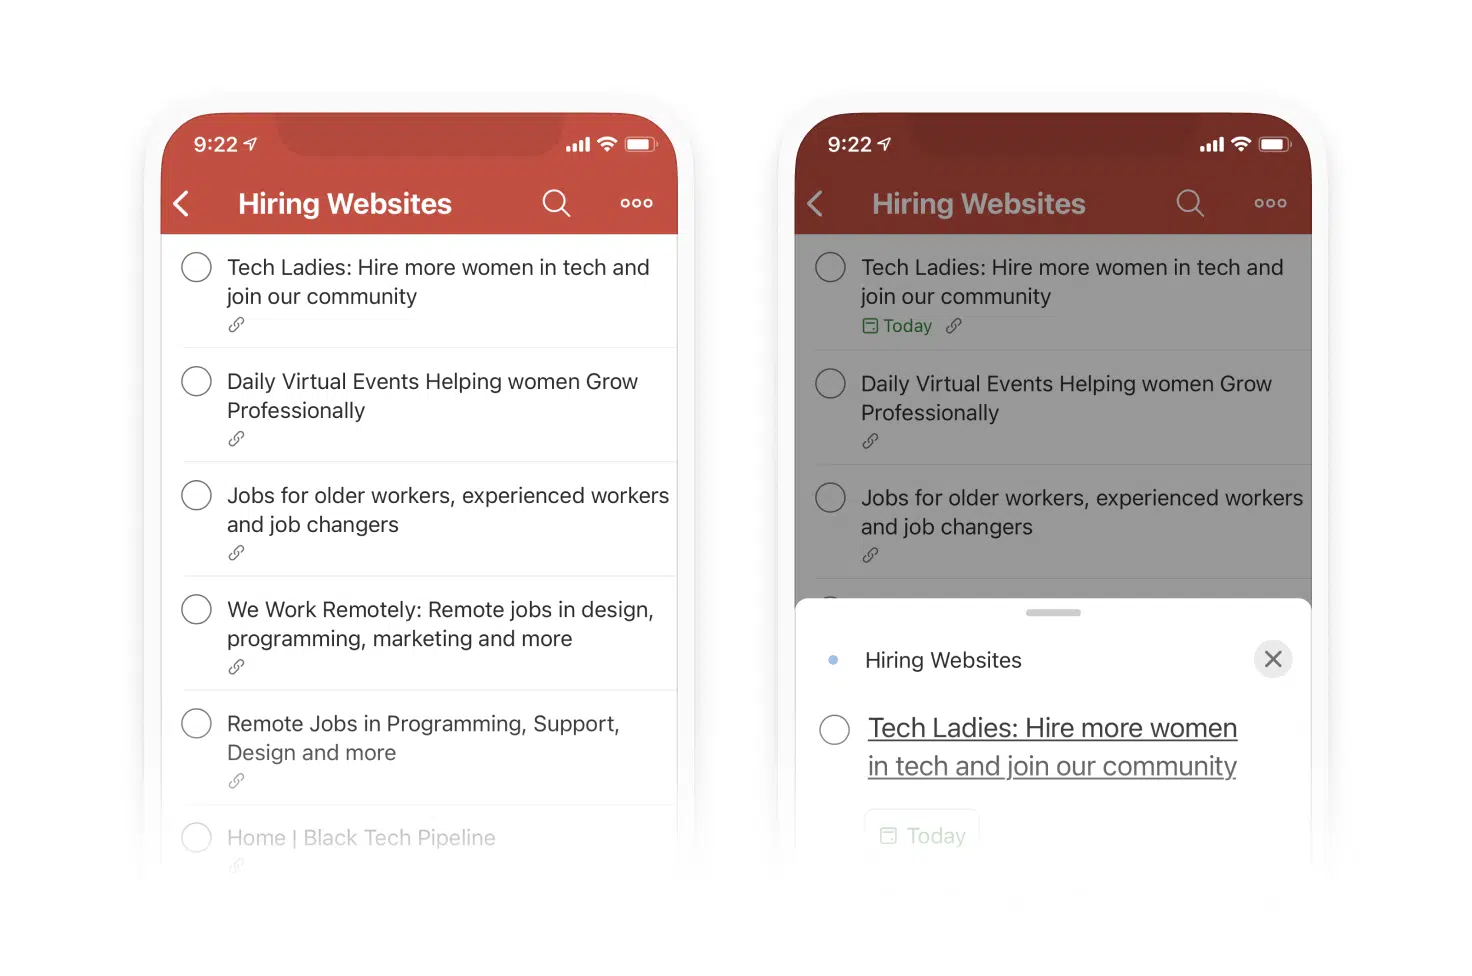 9:22
Hiring Websites
Tech Ladies: Hire more women in tech and
join our community
Daily Virtual Events Helping women Grow
Professionally
Jobs for older workers, experienced workers
and job changers
We Work Remotely: Remote jobs in design,
programming, marketing and more
Remote Jobs in Programming, Support,
Design and more
Home | Black Tech Pipeline
9:22
Hiring Websites
Tech Ladies: Hire more women in tech and
join our community
Today
Daily Virtual Events Helping women Grow
Professionally
Jobs for older workers, experienced workers
and job changers
Hiring Websites
Tech Ladies: Hire more women
in tech and join our community
Today